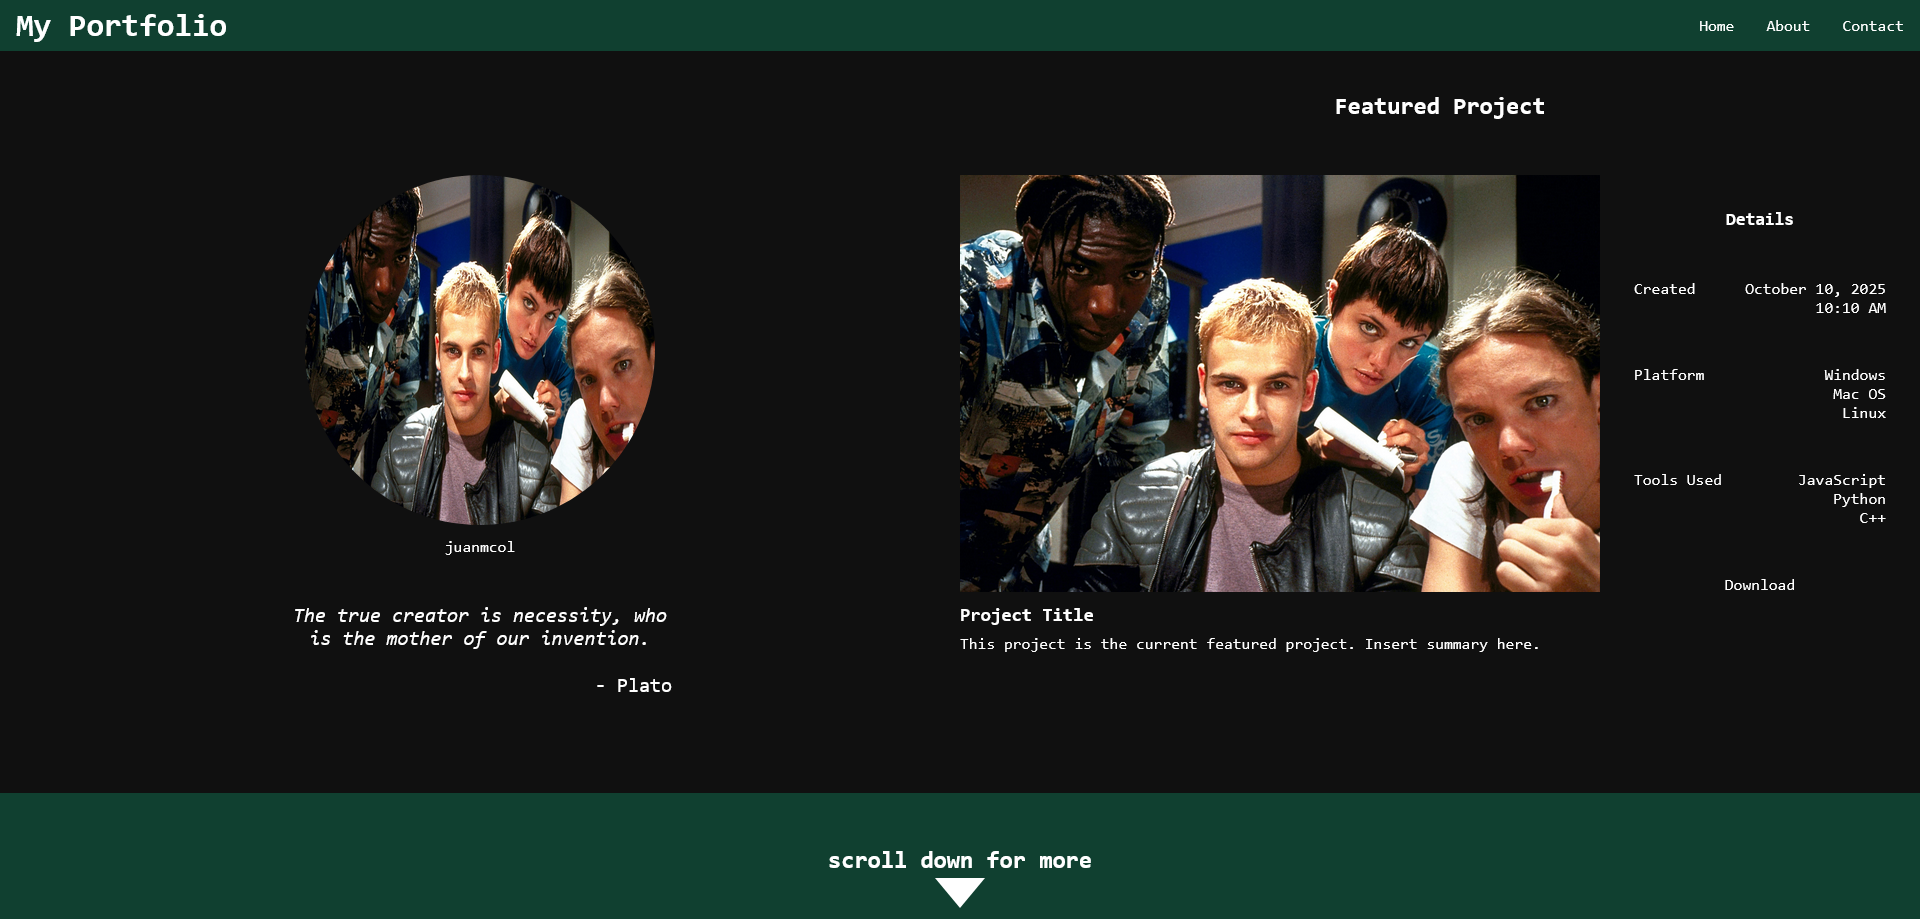 My Portfolio
Home
About
Contact
Featured Project
juanmcol
The true creator is necessity, who
is the mother of our invention.
- Plato
Project Title
This project is the current featured project. Insert summary here.
Details
Created October 10, 2025
10:10 AM
Platform Windows
Mac OS
Linux
Tools Used JavaScript
Python
C++
Download
scroll down for more